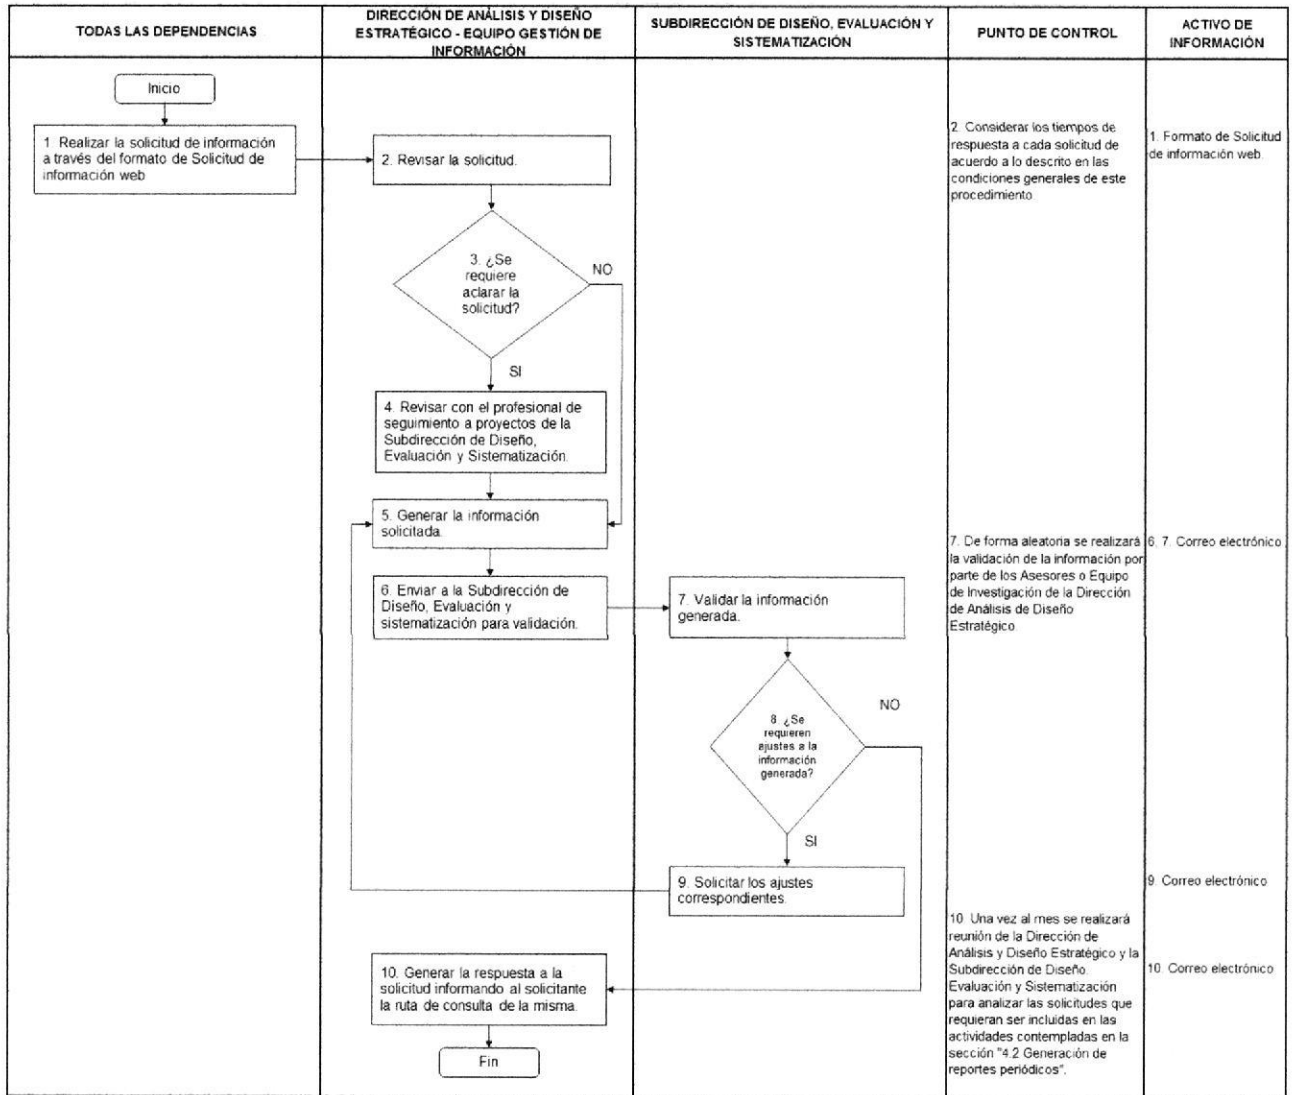 TODAS LAS DEPENDENCIAS
DIRECCIÓN DE ANÁLISIS Y DISEÑO
ESTRATÉGICO - EQUIPO GESTIÓN DE
INFORMACIÓN
SUBDIRECCIÓN DE DISEÑO, EVALUACIÓN Y
SISTEMATIZACIÓN
PUNTO DE CONTROL
ACTIVO DE
INFORMACIÓN
Inicio
1. Realizar la solicitud de información
a través del formato de Solicitud de
información web
2. Revisar la solicitud.
2. Considerar los tiempos de
respuesta a cada solicitud de
acuerdo a lo descrito en las
condiciones generales de este
procedimiento
1. Formato de Solicitud
de información web.
3. ¿Se
requiere
aclarar la
solicitud?
NO
SI
4. Revisar con el profesional de
seguimiento a proyectos de la
Subdirección de Diseño,
Evaluación y Sistematización.
5. Generar la información
solicitada.
6. Enviar a la Subdirección de
Diseño, Evaluación y
sistematización para validación.
7. Validar la información
generada.
7. De forma aleatoria se realizará
la validación de la información por
parte de los Asesores o Equipo
de Investigación de la Dirección
de Análisis de Diseño
Estratégico.
6, 7. Correo electrónico
8. ¿Se
requieren
ajustes a la
información
generada?
NO
SI
9. Solicitar los ajustes
correspondientes.
9. Correo electrónico
10. Generar la respuesta a la
solicitud informando al solicitante
la ruta de consulta de la misma.
10. Una vez al mes se realizará
reunión de la Dirección de
Análisis y Diseño Estratégico y la
Subdirección de Diseño,
Evaluación y Sistematización
para analizar las solicitudes que
requieran ser incluidas en las
actividades contempladas en la
sección "4.2 Generación de
reportes periódicos".
10. Correo electrónico
Fin